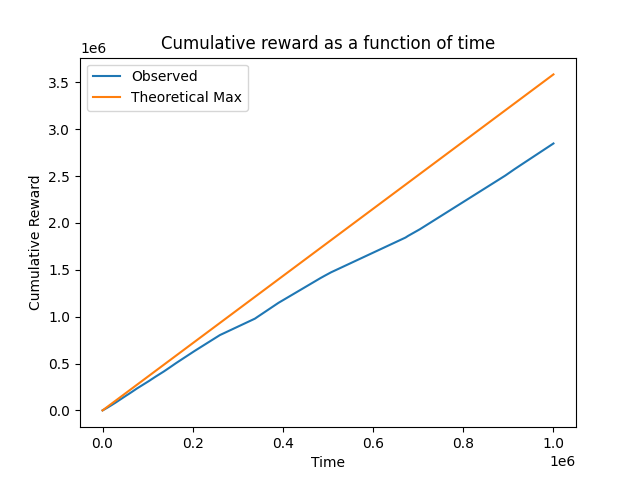 Cumulative reward as a function of time
1e6
Observed
Theoretical Max
3.5
3.0
2.5
2.0
1.5
1.0
0.5
0.0
Cumulative Reward
0.0 0.2 0.4 0.6 0.8 1.0
Time
1e6